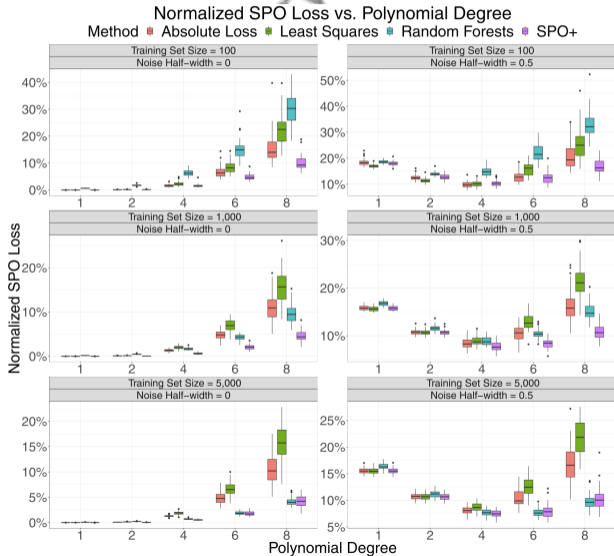 Normalized SPO Loss vs. Polynomial Degree
Method Absolute Loss Least Squares Random Forests SPO+
Training Set Size = 100
Noise Half-width = 0
Training Set Size = 100
Noise Half-width = 0.5
40%
30%
20%
10%
0%
1 2 4 6 8
50%
40%
30%
20%
10%
1 2 4 6 8
Training Set Size = 1,000
Noise Half-width = 0
Training Set Size = 1,000
Noise Half-width = 0.5
Normalized SPO Loss
20%
10%
0%
1 2 4 6 8
30%
20%
10%
1 2 4 6 8
Training Set Size = 5,000
Noise Half-width = 0
Training Set Size = 5,000
Noise Half-width = 0.5
20%
15%
10%
5%
0%
1 2 4 6 8
25%
20%
15%
10%
5%
1 2 4 6 8
Polynomial Degree